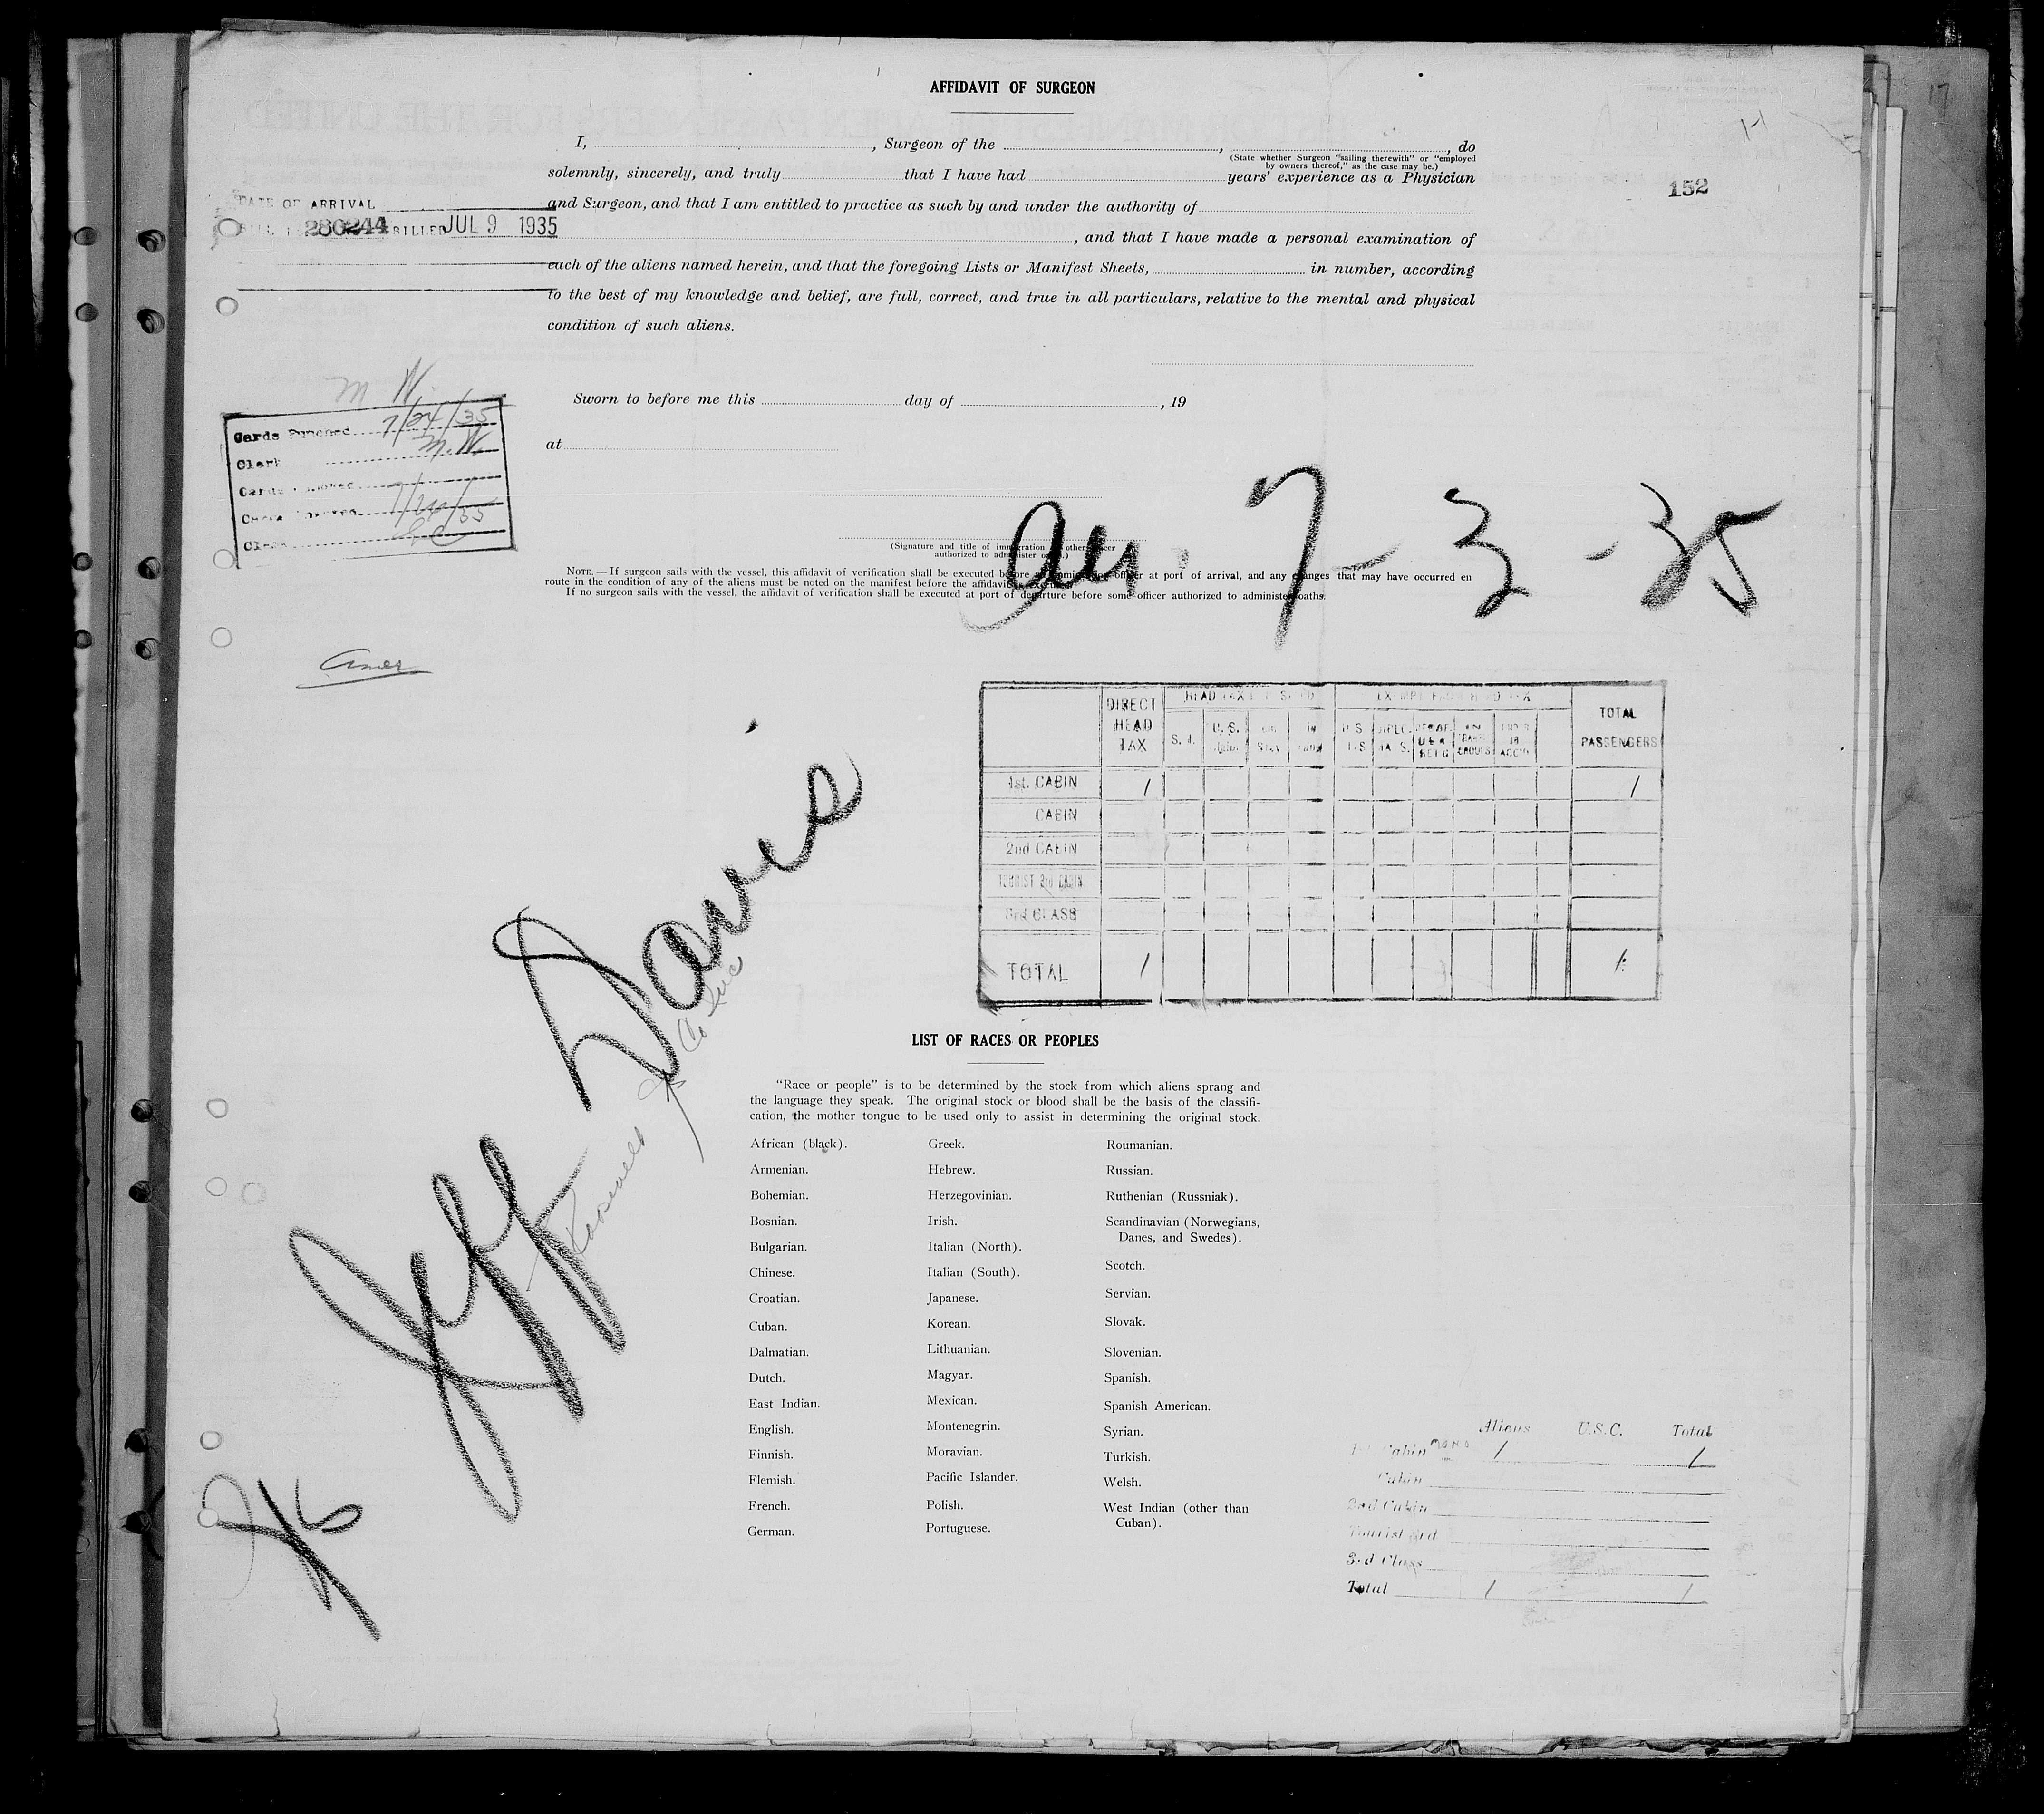 AFFIDAVIT OF SURGEON
I, , Surgeon of the , , do
(State whether Surgeon "sailing therewith" or "employed
by owners thereof," as the case may be.)
solemnly, sincerely, and truly that I have had years' experience as a Physician
and Surgeon, and that I am entitled to practice as such by and under the authority of
, and that I have made a personal examination of
each of the aliens named herein, and that the foregoing Lists or Manifest Sheets, in number, according
to the best of my knowledge and belief, are full, correct, and true in all particulars, relative to the mental and physical
condition of such aliens.
17
H
152
DATE OF ARRIVAL
280244 BILLED JUL 9 1935
Sworn to before me this day of , 19
at
M W.
Cards Punched 7/24/35
Clerk M.W
Cards
7/24/35
Clerk
(Signature and title of immigration or other officer
authorized to administer oaths.)
Arr. 7-3-35
NOTE.—If surgeon sails with the vessel, this affidavit of verification shall be executed before an immigration officer at port of arrival, and any changes that may have occurred en
route in the condition of any of the aliens must be noted on the manifest before the affidavit is executed.
If no surgeon sails with the vessel, the affidavit of verification shall be executed at port of departure before some officer authorized to administer oaths.
Amer
DIRECT HEAD TAX
HEAD TAX
EXEMPT FROM HEAD TAX
TOTAL PASSENGERS
1st. CABIN 1 1
CABIN
2nd CABIN
TOURIST 3rd CABIN
3rd CLASS
TOTAL 1 1
Jeff Davis
LIST OF RACES OR PEOPLES
"Race or people" is to be determined by the stock from which aliens sprang and
the language they speak. The original stock or blood shall be the basis of the classifi-
cation, the mother tongue to be used only to assist in determining the original stock.
African (black).
Armenian.
Bohemian.
Bosnian.
Bulgarian.
Chinese.
Croatian.
Cuban.
Dalmatian.
Dutch.
East Indian.
English.
Finnish.
Flemish.
French.
German.
Greek.
Hebrew.
Herzegovinian.
Irish.
Italian (North).
Italian (South).
Japanese.
Korean.
Lithuanian.
Magyar.
Mexican.
Montenegrin.
Moravian.
Pacific Islander.
Polish.
Portuguese.
Roumanian.
Russian.
Ruthenian (Russniak).
Scandinavian (Norwegians,
Danes, and Swedes).
Scotch.
Servian.
Slovak.
Slovenian.
Spanish.
Spanish American.
Syrian.
Turkish.
Welsh.
West Indian (other than
Cuban).
Aliens U.S.C. Total
1st Cabin 1 1
Cabin
2nd Cabin
Tourist 3rd
3rd Class
Total 1 1